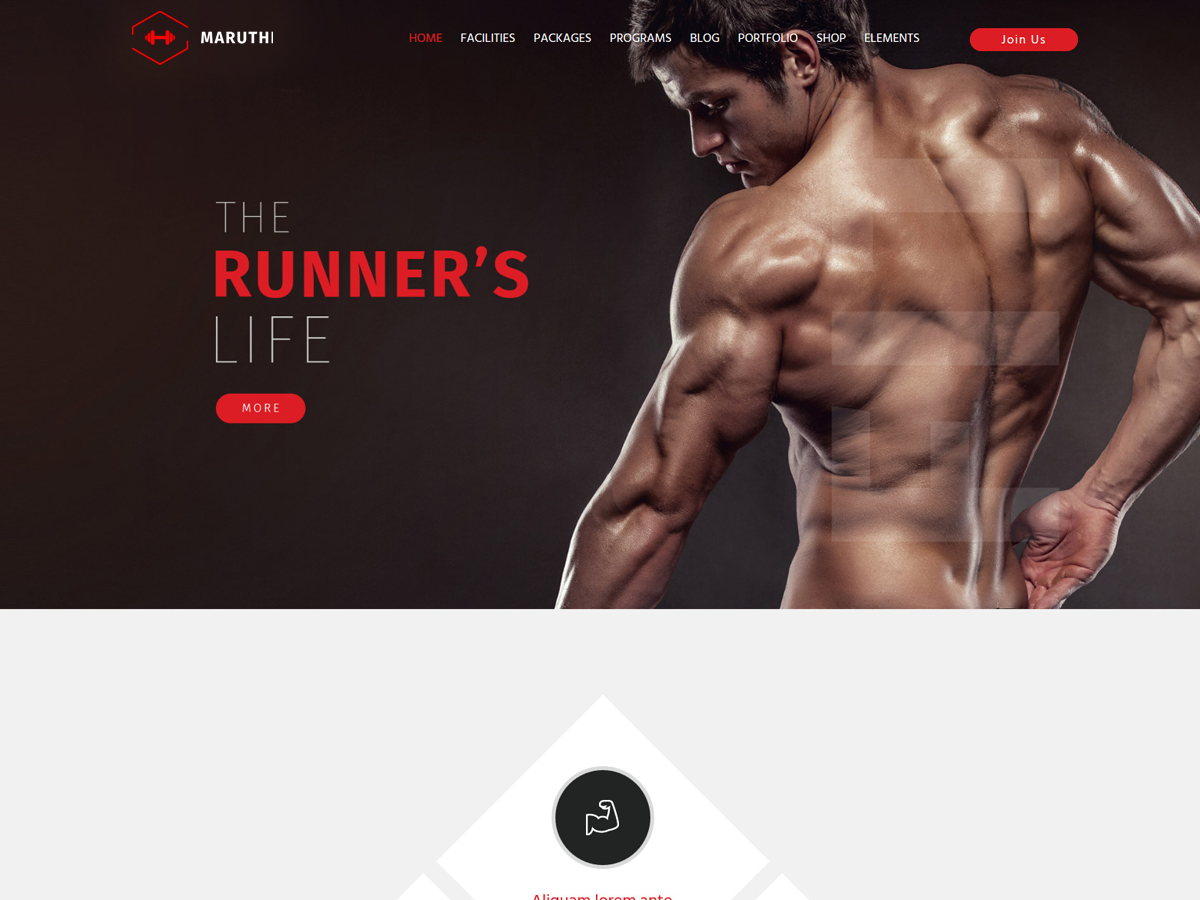 MARUTHI
HOME FACILITIES PACKAGES PROGRAMS BLOG PORTFOLIO SHOP ELEMENTS
Join Us
THE
RUNNER'S
LIFE
MORE
Aliquam lorem ante